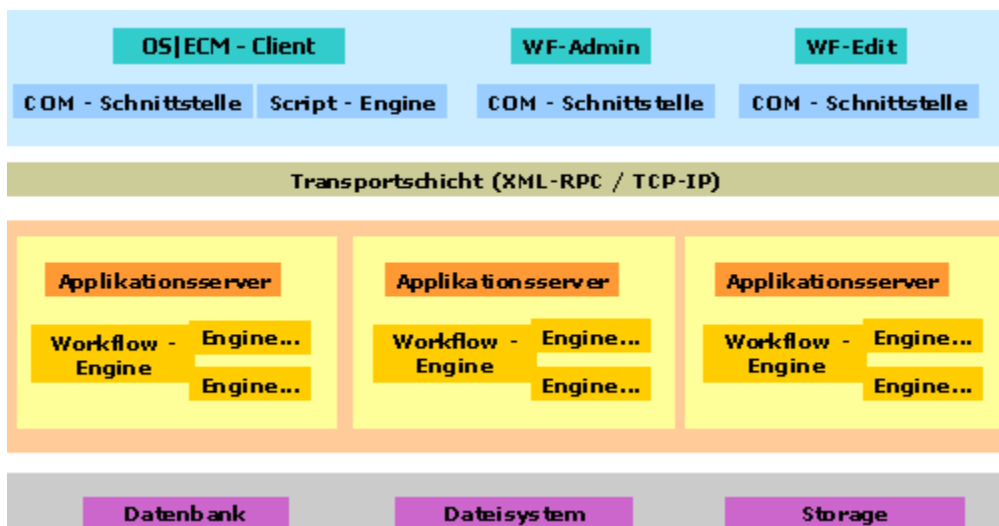 OS|ECM - Client WF-Admin WF-Edit
COM - Schnittstelle Script - Engine COM - Schnittstelle COM - Schnittstelle
Transportschicht (XML-RPC / TCP-IP)
Applikationsserver Applikationsserver Applikationsserver
Workflow - Engine... Workflow - Engine... Workflow - Engine...
Engine Engine... Engine Engine... Engine Engine...
Datenbank Dateisystem Storage